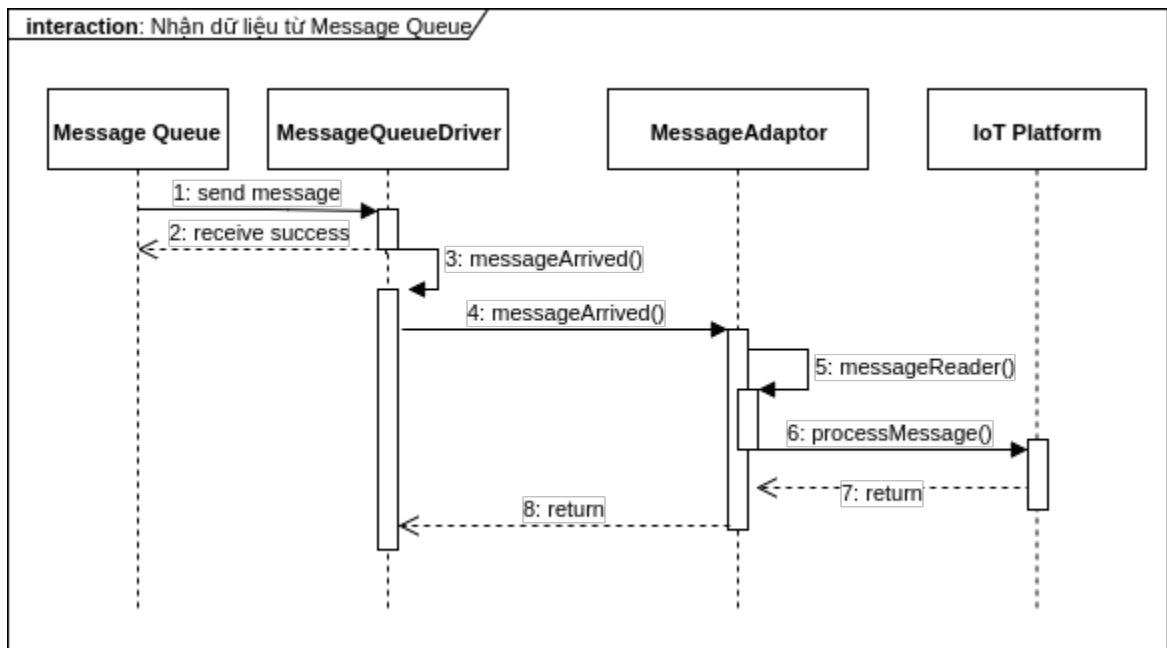 interaction: Nhận dữ liệu từ Message Queue
Message Queue
MessageQueueDriver
MessageAdaptor
IoT Platform
1: send message
2: receive success
3: messageArrived()
4: messageArrived()
5: messageReader()
6: processMessage()
7: return
8: return